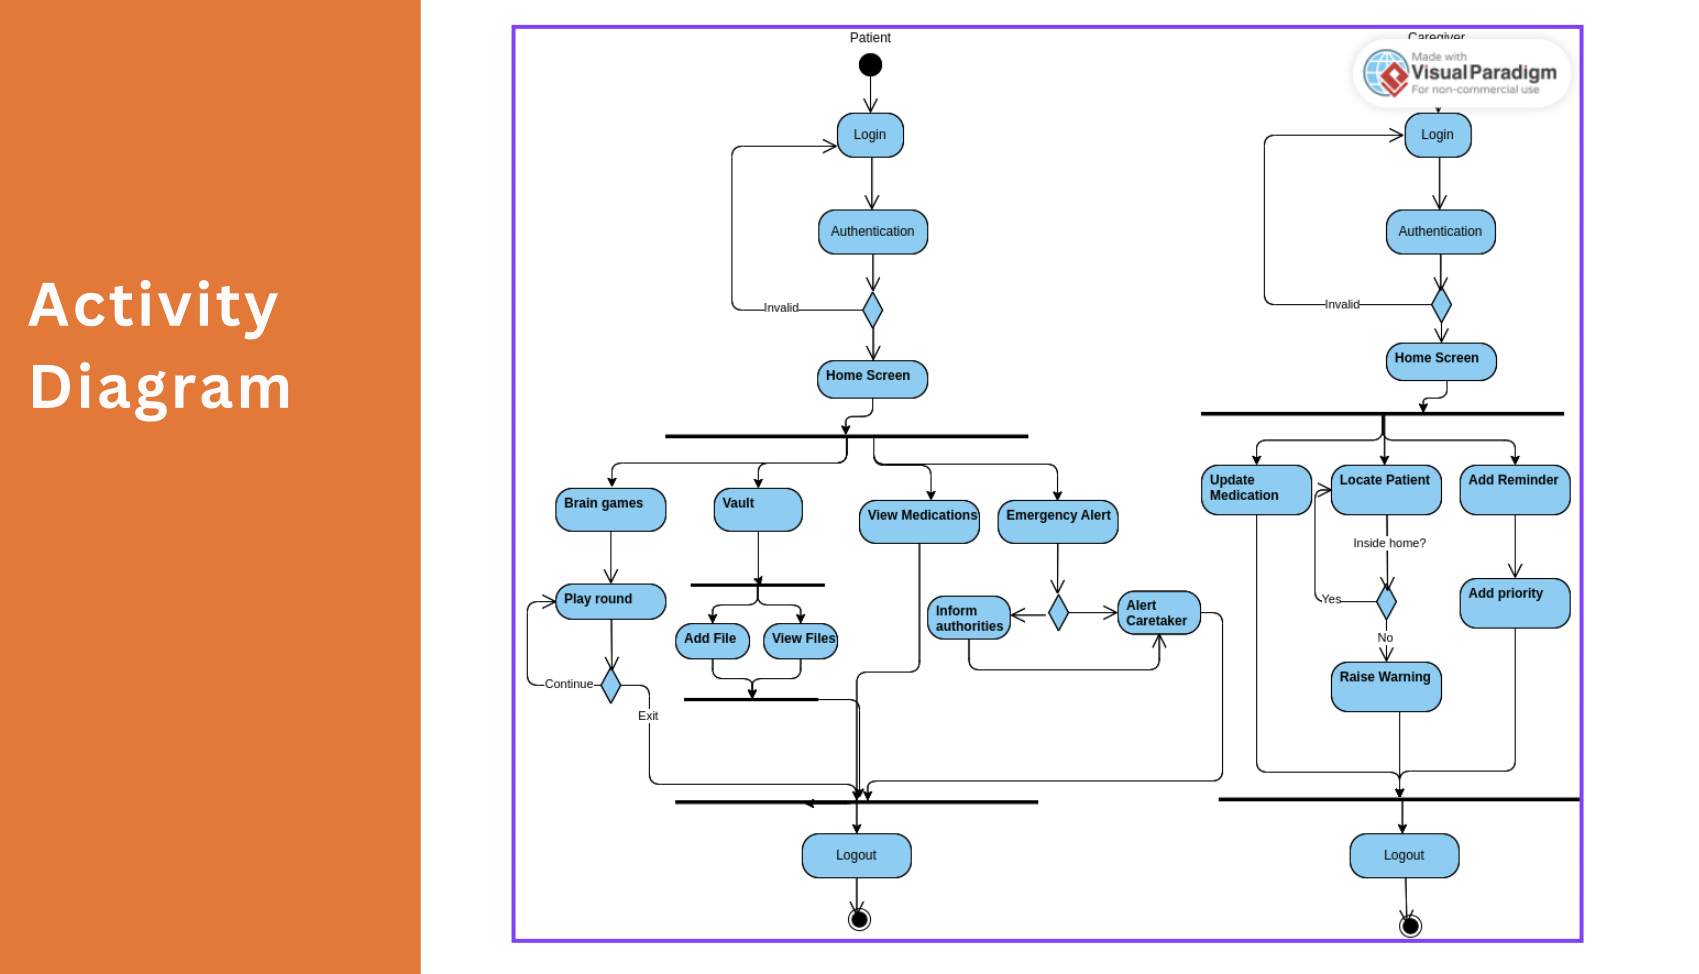 Activity
Diagram
Patient
Login
Authentication
Invalid
Home Screen
Brain games
Vault
View Medications
Emergency Alert
Play round
Add File
View Files
Inform
authorities
Alert
Caretaker
Continue
Exit
Logout
Caregiver
Made with
Visual Paradigm
For non-commercial use
Login
Authentication
Invalid
Home Screen
Update
Medication
Locate Patient
Add Reminder
Inside home?
Yes
No
Add priority
Raise Warning
Logout